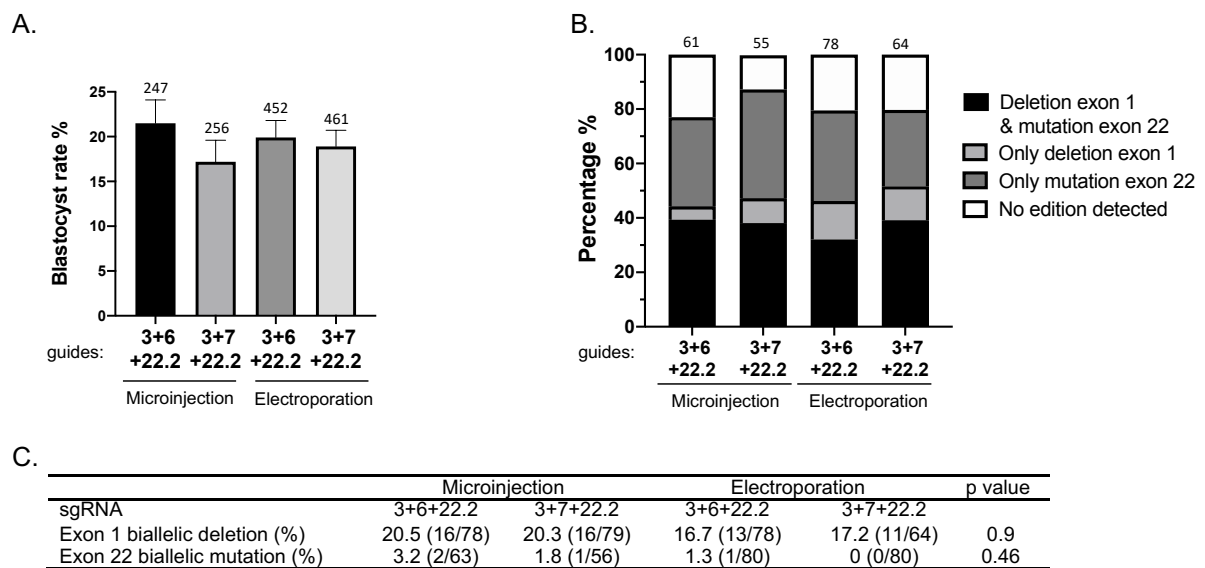 A.
247
256
452
461
25
20
15
10
5
0
Blastocyst rate %
guides:
3+6 3+7 3+6 3+7
+22.2 +22.2 +22.2 +22.2
Microinjection Electroporation
B.
61 55 78 64
100
80
60
40
20
0
Percentage %
Deletion exon 1
& mutation exon 22
Only deletion exon 1
Only mutation exon 22
No edition detected
guides:
3+6 3+7 3+6 3+7
+22.2 +22.2 +22.2 +22.2
Microinjection Electroporation
C.
Microinjection Electroporation p value
sgRNA 3+6+22.2 3+7+22.2 3+6+22.2 3+7+22.2
Exon 1 biallelic deletion (%) 20.5 (16/78) 20.3 (16/79) 16.7 (13/78) 17.2 (11/64) 0.9
Exon 22 biallelic mutation (%) 3.2 (2/63) 1.8 (1/56) 1.3 (1/80) 0 (0/80) 0.46